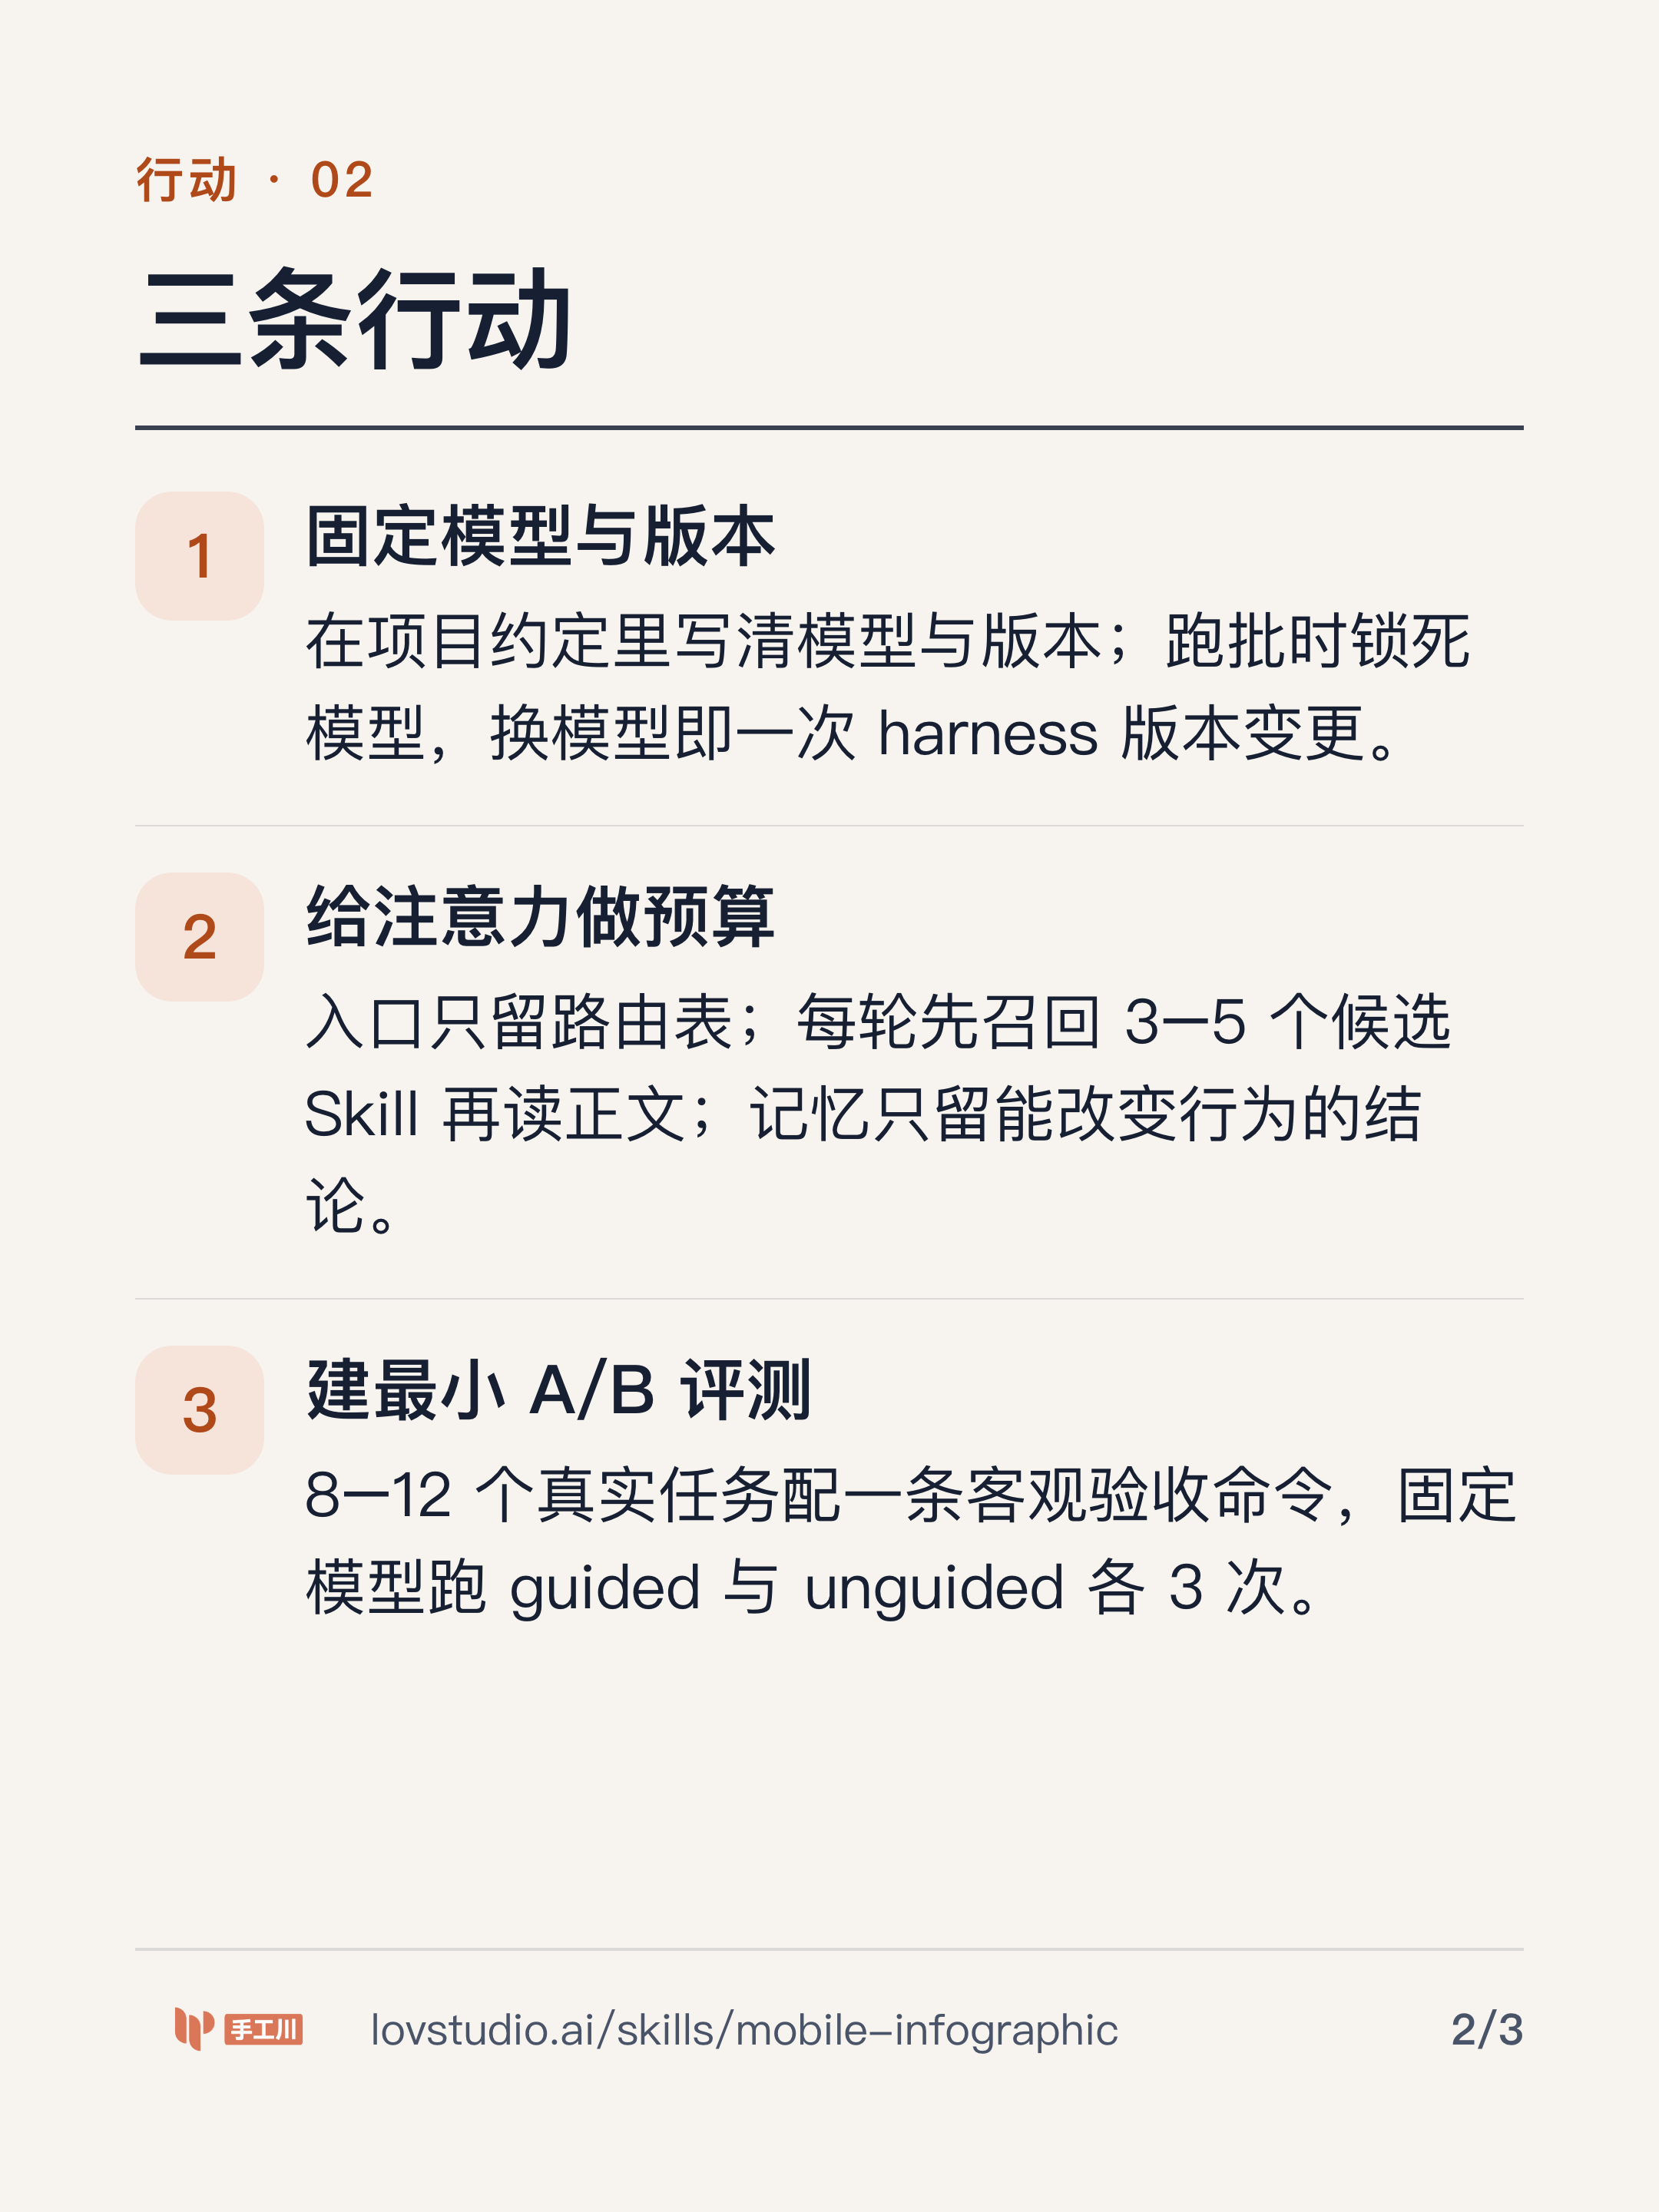 行动 · 02
三条行动
1
固定模型与版本
在项目约定里写清模型与版本；跑批时锁死
模型，换模型即一次 harness 版本变更。
2
给注意力做预算
入口只留路由表；每轮先召回 3–5 个候选
Skill 再读正文；记忆只留能改变行为的结
论。
3
建最小 A/B 评测
8–12 个真实任务配一条客观验收命令，固定
模型跑 guided 与 unguided 各 3 次。
手工川
lovstudio.ai/skills/mobile-infographic
2/3